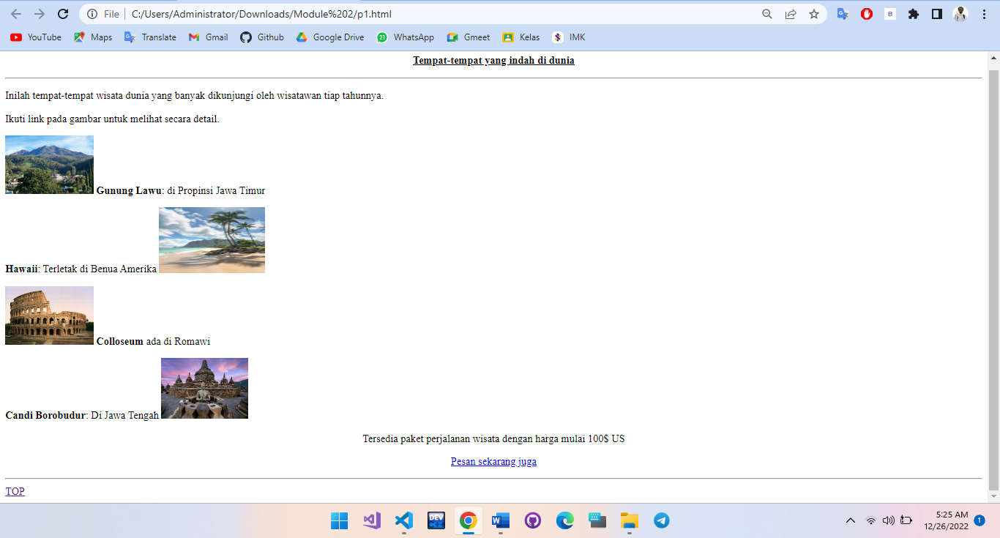 File
C:/Users/Administrator/Downloads/Module%202/p1.html
YouTube Maps Translate Gmail Github Google Drive 21 WhatsApp Gmeet Kelas IMK
Tempat-tempat yang indah di dunia
Inilah tempat-tempat wisata dunia yang banyak dikunjungi oleh wisatawan tiap tahunnya.
Ikuti link pada gambar untuk melihat secara detail.
Gunung Lawu: di Propinsi Jawa Timur
Hawaii: Terletak di Benua Amerika
Colloseum ada di Romawi
Candi Borobudur: Di Jawa Tengah
Tersedia paket perjalanan wisata dengan harga mulai 100$ US
Pesan sekarang juga
TOP
DEV
5:25 AM
12/26/2022
1